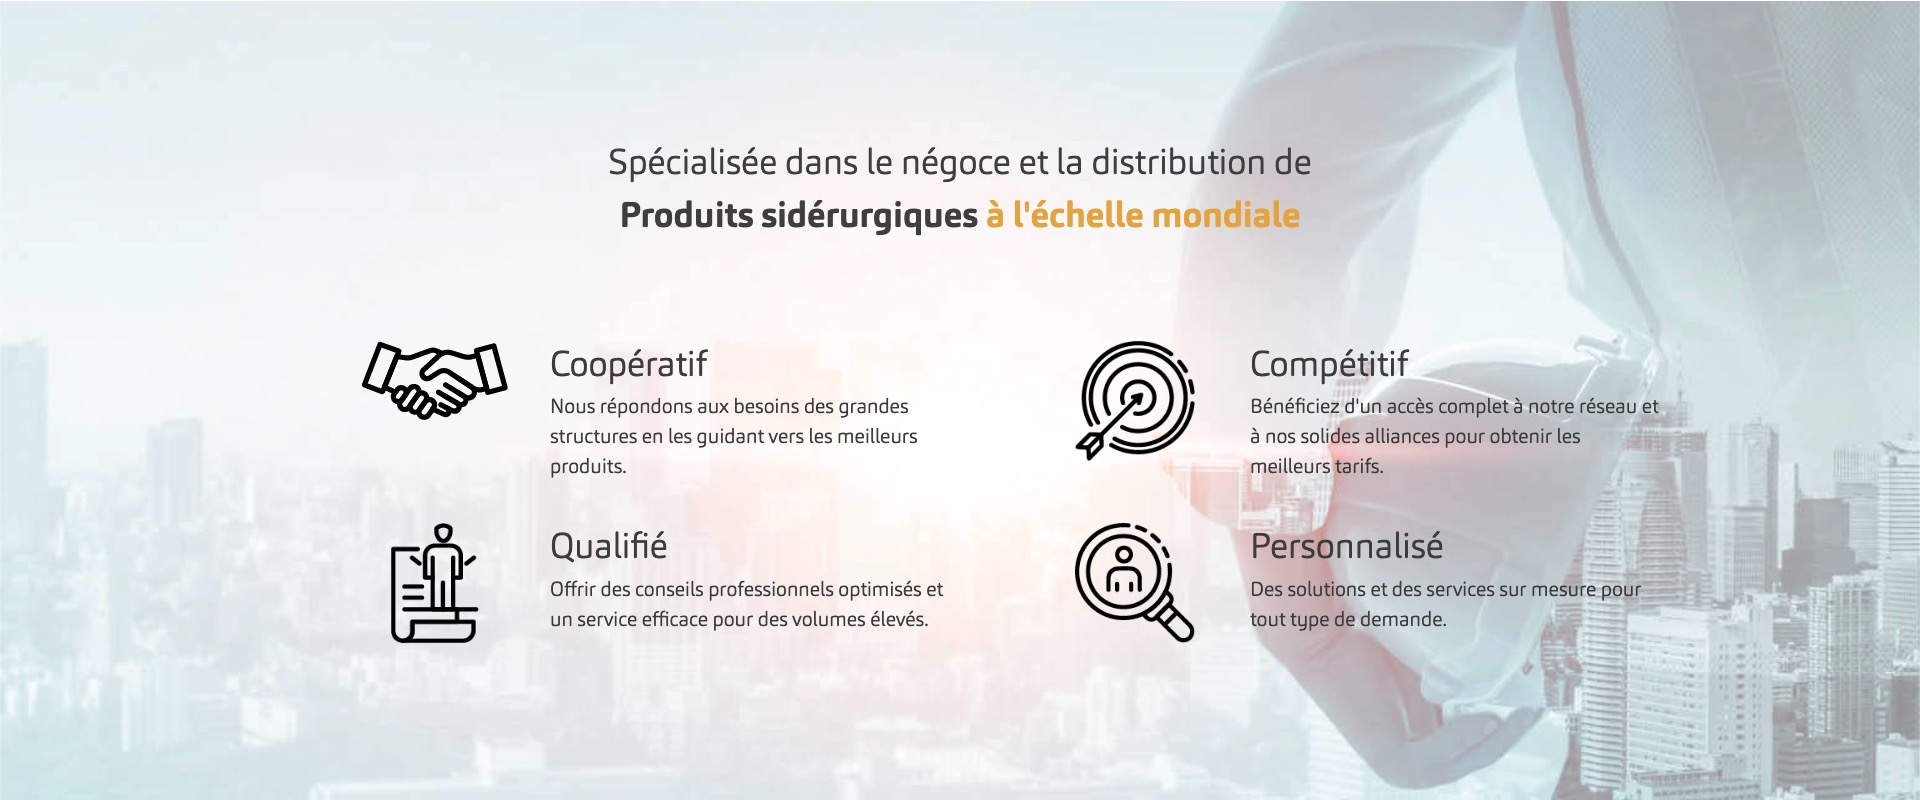 Spécialisée dans le négoce et la distribution de
Produits sidérurgiques à l'échelle mondiale
Coopératif
Nous répondons aux besoins des grandes
structures en les guidant vers les meilleurs
produits.
Compétitif
Bénéficiez d'un accès complet à notre réseau et
à nos solides alliances pour obtenir les
meilleurs tarifs.
Qualifié
Offrir des conseils professionnels optimisés et
un service efficace pour des volumes élevés.
Personnalisé
Des solutions et des services sur mesure pour
tout type de demande.